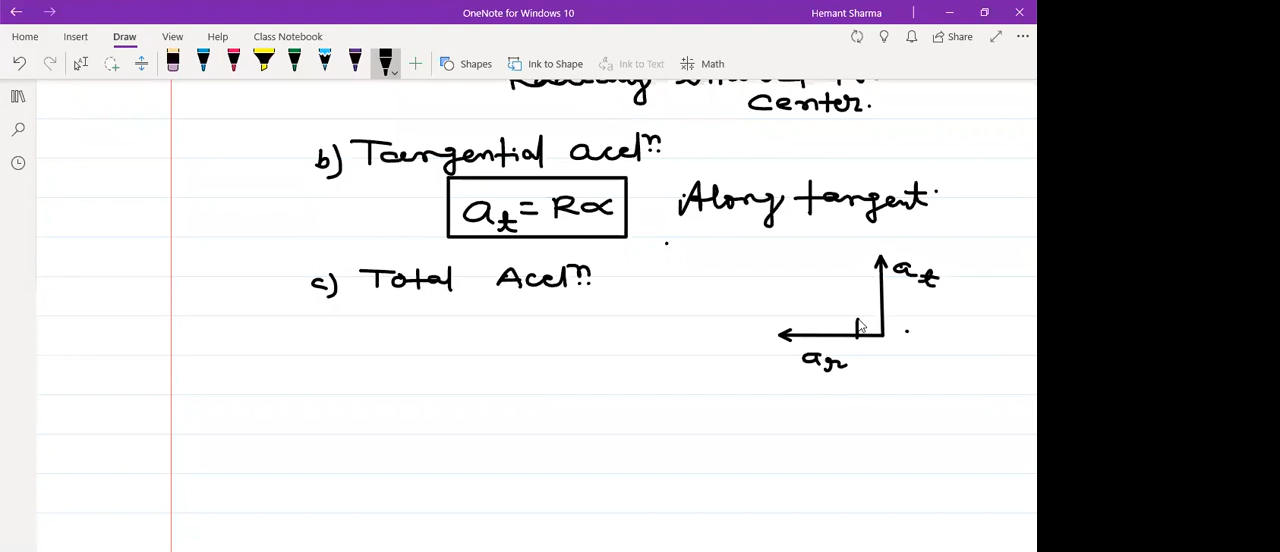 OneNote for Windows 10
Hemant Sharma
Home Insert Draw View Help Class Notebook
Share
Shapes Ink to Shape Ink to Text Math
center.
b) Tangential acelⁿ
at = Rα Along tangent.
c) Total Acelⁿ
at
ar